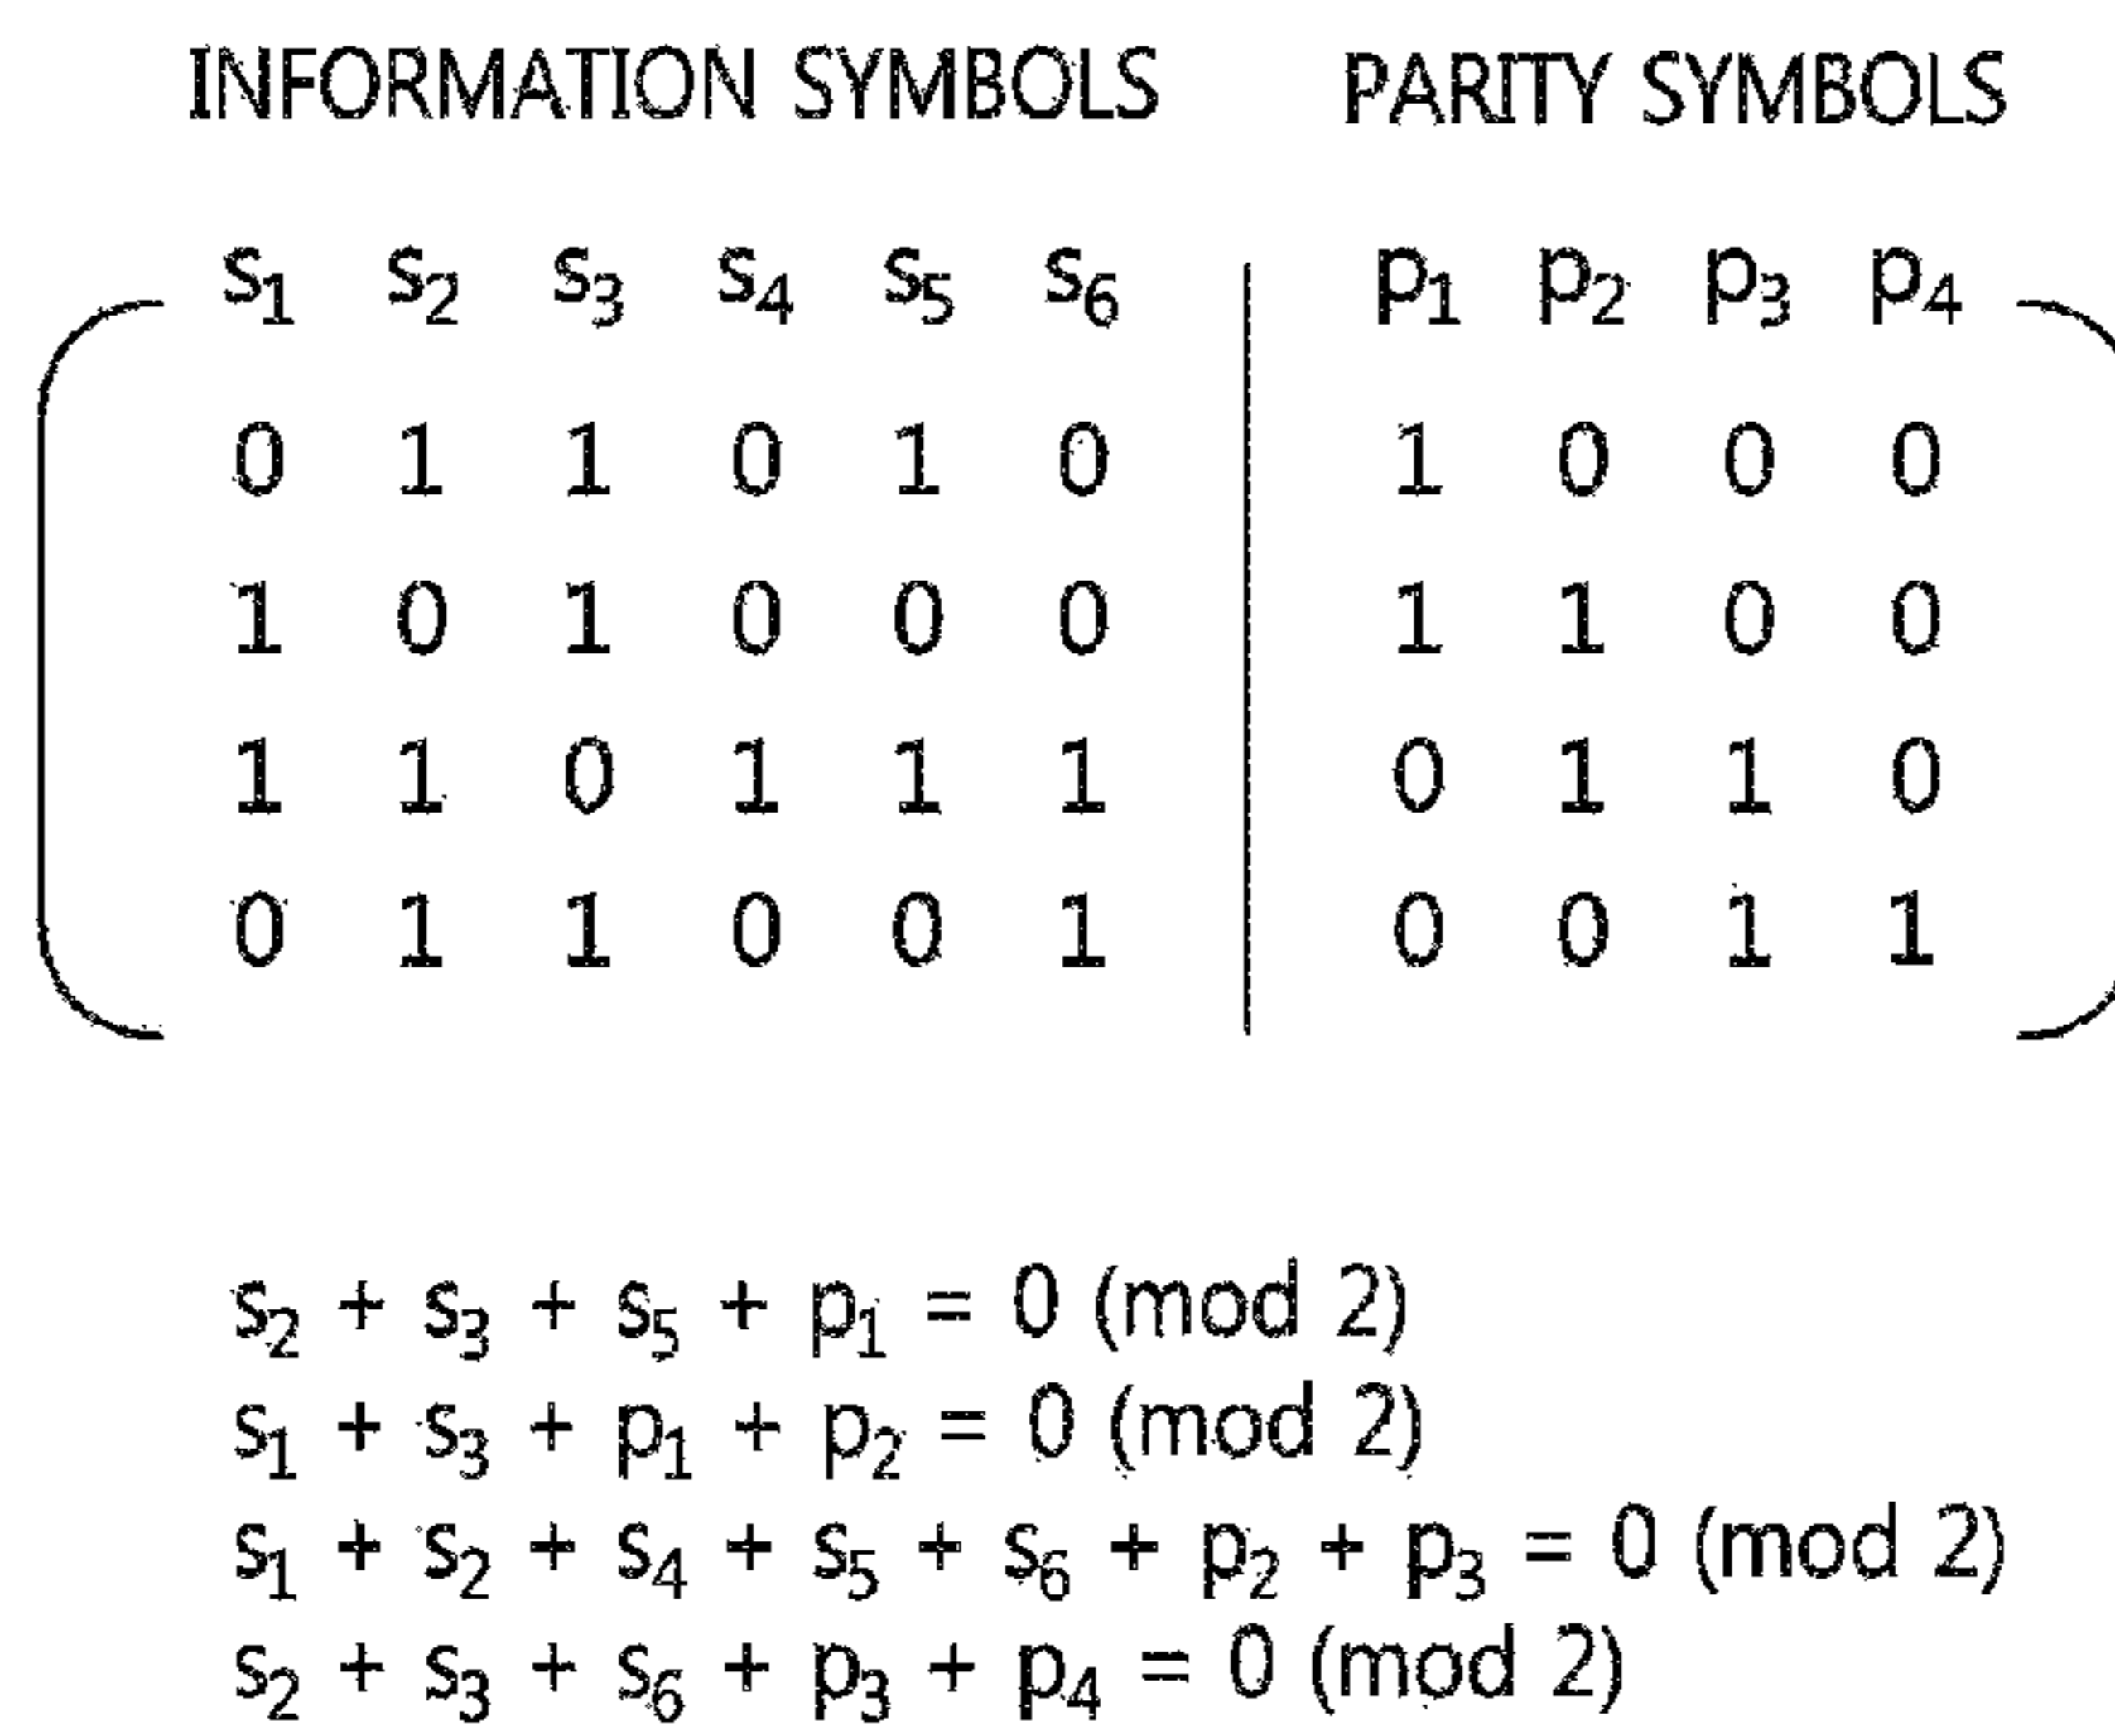 INFORMATION SYMBOLS PARITY SYMBOLS
s₁ s₂ s₃ s₄ s₅ s₆ p₁ p₂ p₃ p₄
0 1 1 0 1 0 1 0 0 0
1 0 1 0 0 0 1 1 0 0
1 1 0 1 1 1 0 1 1 0
0 1 1 0 0 1 0 0 1 1
s₂ + s₃ + s₅ + p₁ = 0 (mod 2)
s₁ + s₃ + p₁ + p₂ = 0 (mod 2)
s₁ + s₂ + s₄ + s₅ + s₆ + p₂ + p₃ = 0 (mod 2)
s₂ + s₃ + s₆ + p₃ + p₄ = 0 (mod 2)